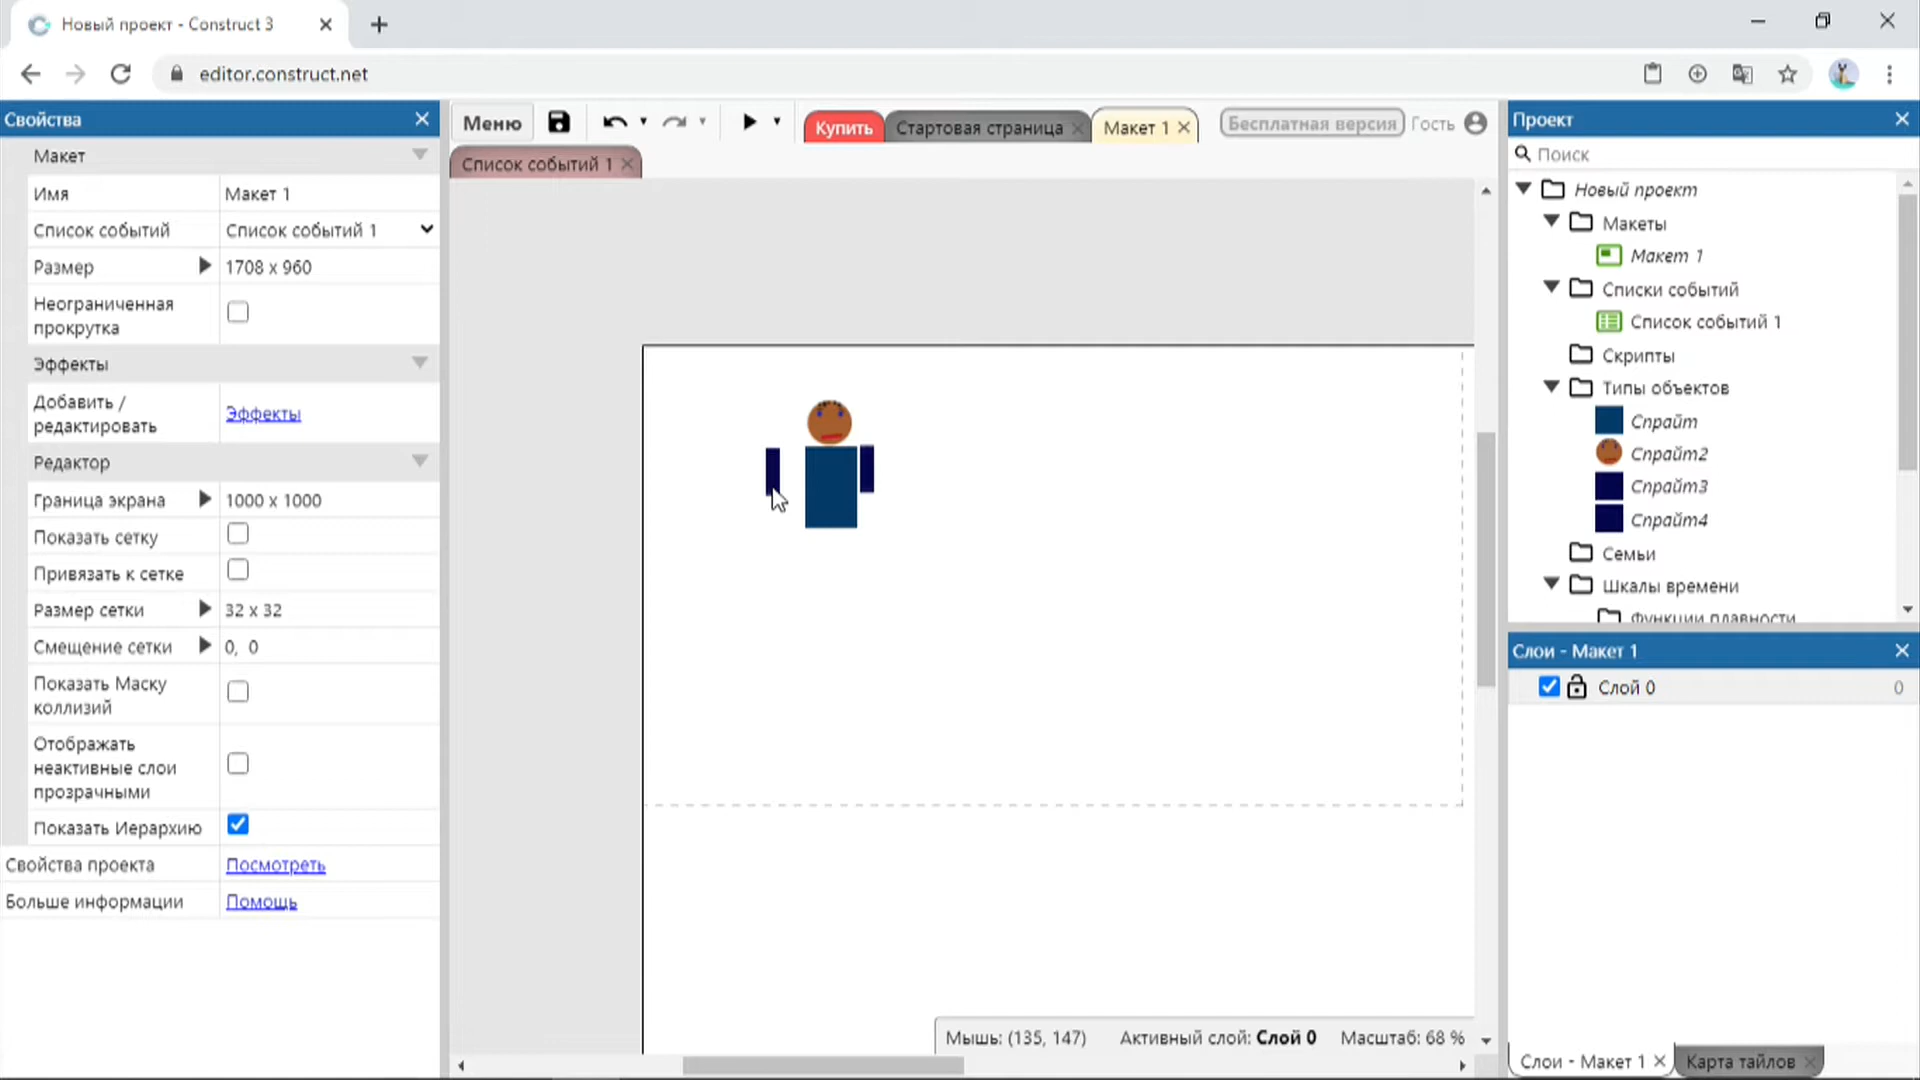 Новый проект - Construct 3
editor.construct.net
Свойства
Макет
Имя Макет 1
Список событий Список событий 1
Размер 1708 x 960
Неограниченная
прокрутка
Эффекты
Добавить /
редактировать
Эффекты
Редактор
Граница экрана 1000 x 1000
Показать сетку
Привязать к сетке
Размер сетки 32 x 32
Смещение сетки 0, 0
Показать Маску
коллизий
Отображать
неактивные слои
прозрачными
Показать Иерархию
Свойства проекта Посмотреть
Больше информации Помощь
Меню Купить Стартовая страница Макет 1 Бесплатная версия Гость
Список событий 1
Мышь: (135, 147) Активный слой: Слой 0 Масштаб: 68 %
Проект
Поиск
Новый проект
Макеты
Макет 1
Списки событий
Список событий 1
Скрипты
Типы объектов
Спрайт
Спрайт2
Спрайт3
Спрайт4
Семьи
Шкалы времени
Функции плавности
Слои - Макет 1
Слой 0 0
Слои - Макет 1 Карта тайлов